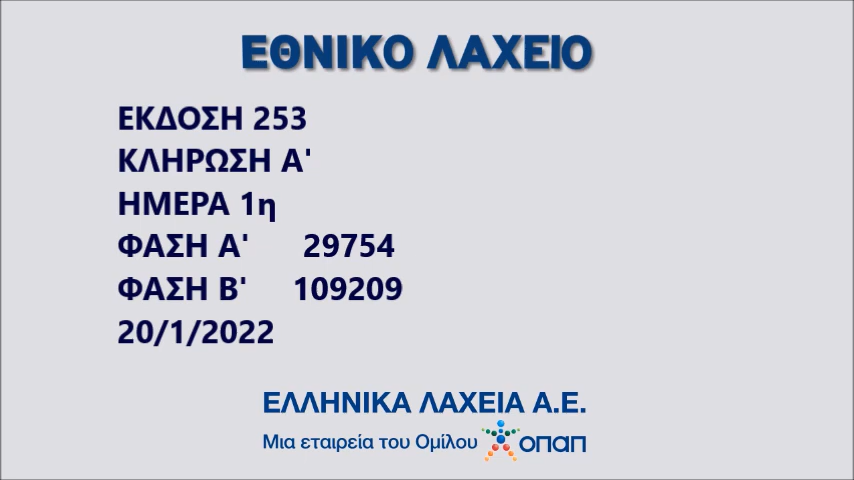 ΕΘΝΙΚΟ ΛΑΧΕΙΟ
ΕΚΔΟΣΗ 253
ΚΛΗΡΩΣΗ Α'
ΗΜΕΡΑ 1η
ΦΑΣΗ Α' 29754
ΦΑΣΗ Β' 109209
20/1/2022
ΕΛΛΗΝΙΚΑ ΛΑΧΕΙΑ Α.Ε.
Μια εταιρεία του Ομίλου οπαπ